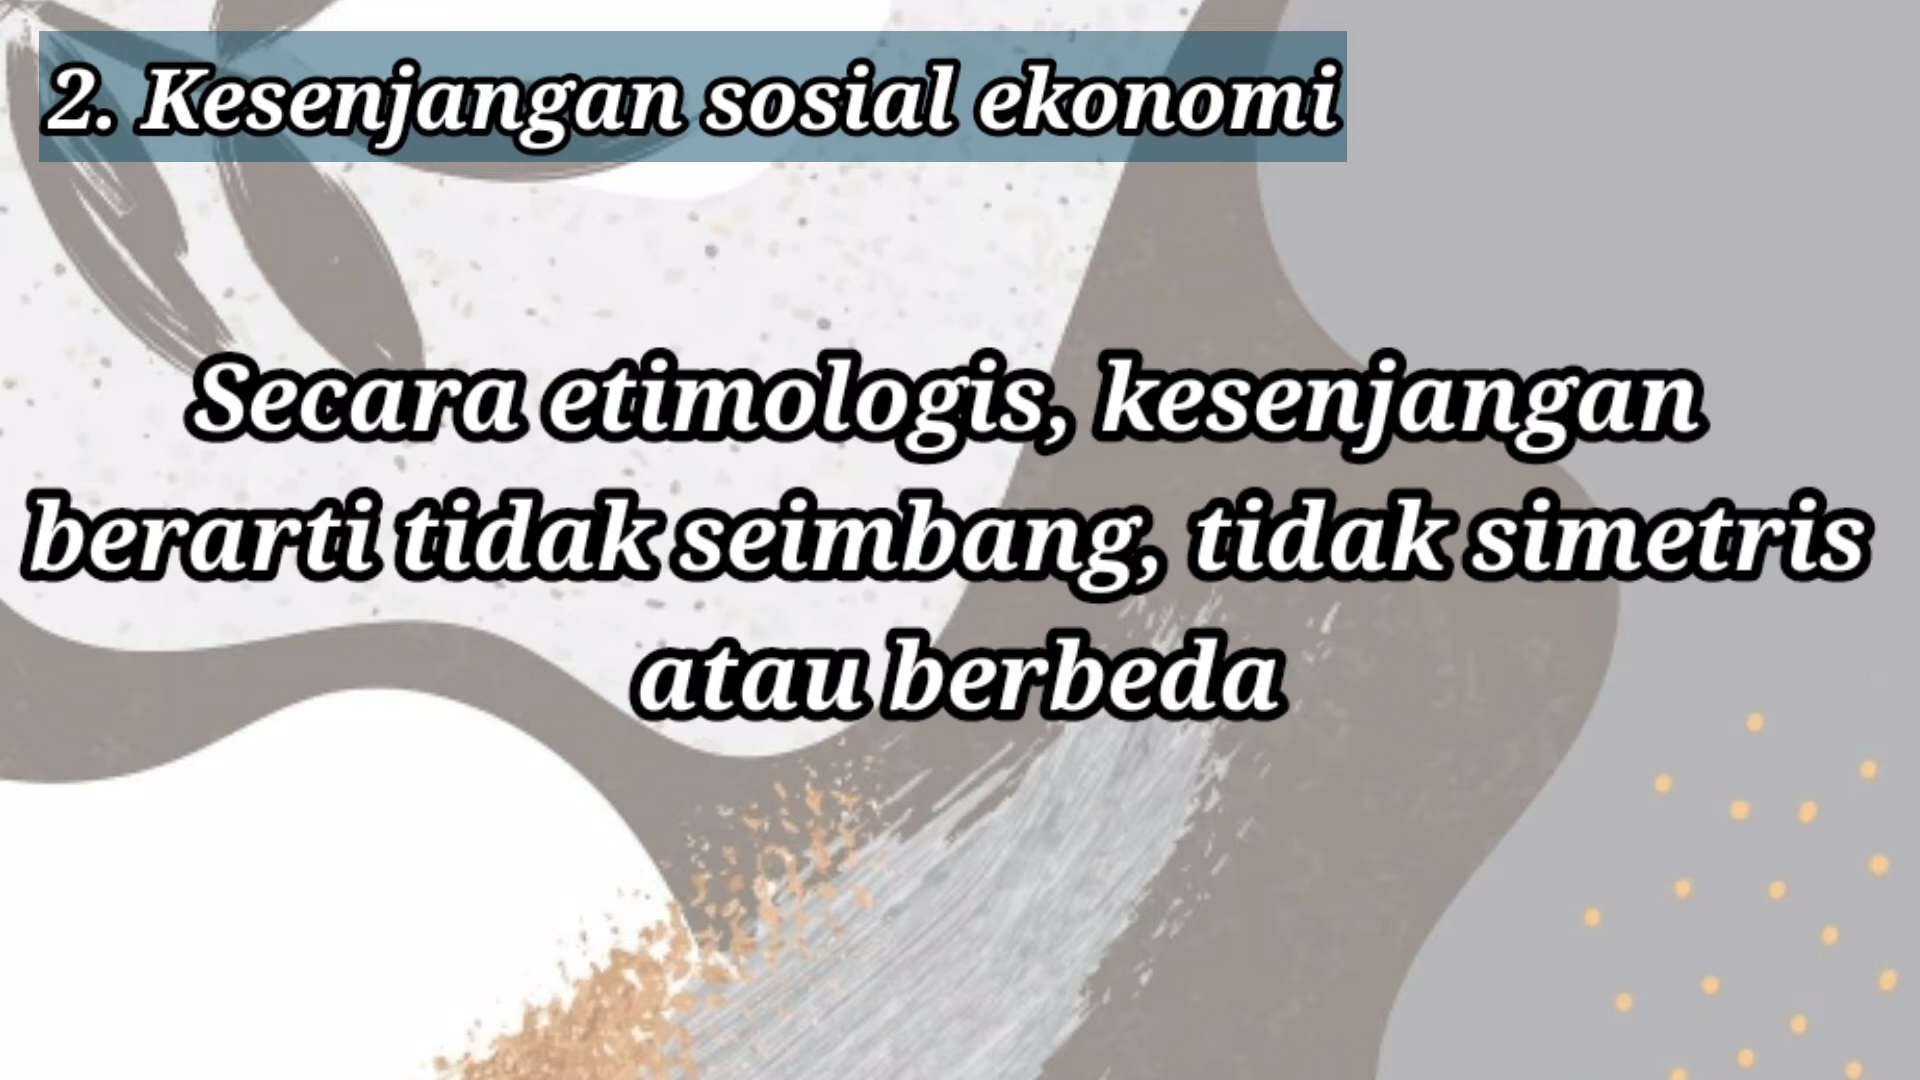 2. Kesenjangan sosial ekonomi
Secara etimologis, kesenjangan
berarti tidak seimbang, tidak simetris
atau berbeda